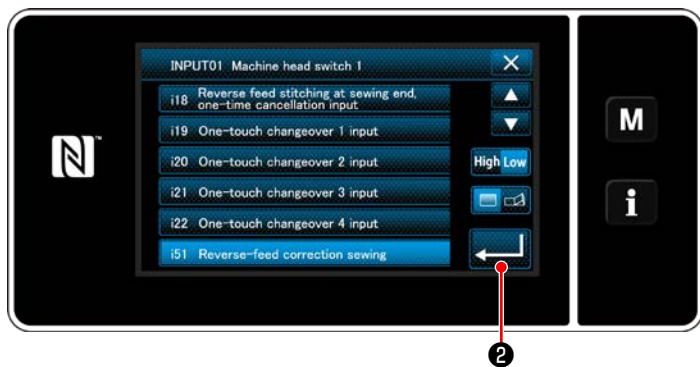 INPUT01 Machine head switch 1
i18 Reverse feed stitching at sewing end,
one-time cancellation input
i19 One-touch changeover 1 input
i20 One-touch changeover 2 input
High Low
i21 One-touch changeover 3 input
i22 One-touch changeover 4 input
i51 Reverse-feed correction sewing
N
M
i
❷